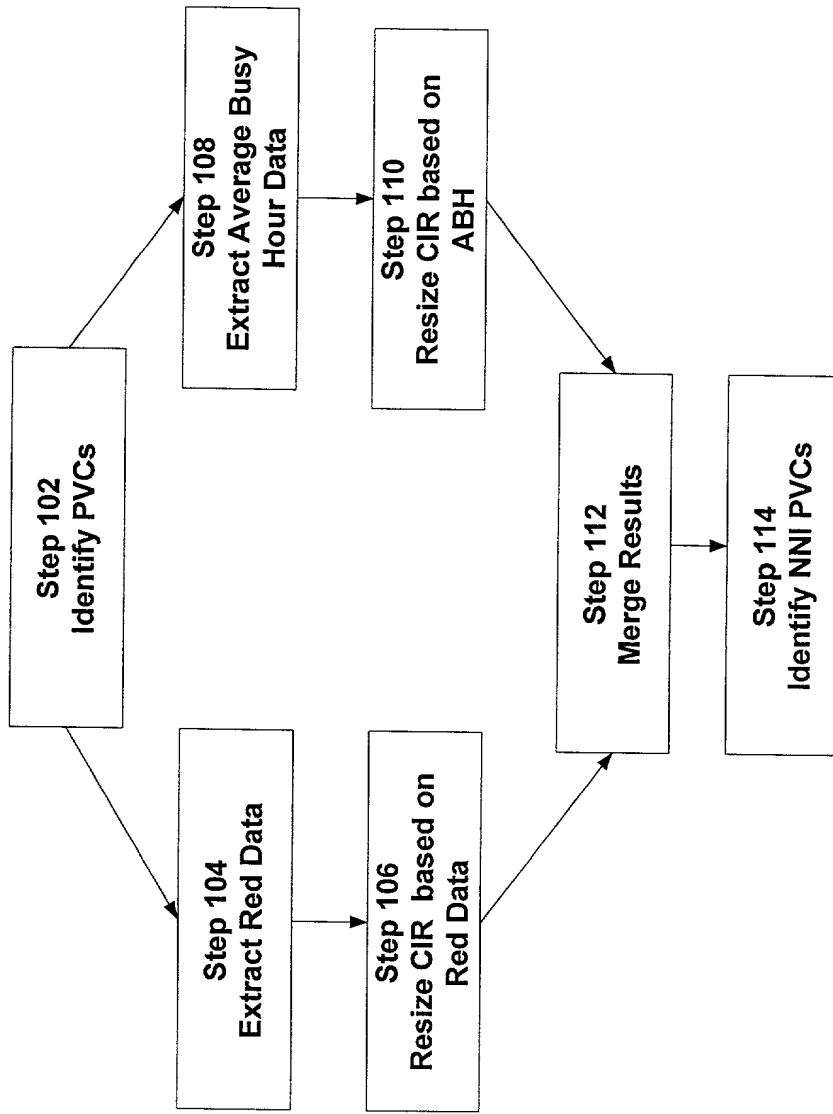 Step 102
Identify PVCs
Step 104
Extract Red Data
Step 106
Resize CIR based on
Red Data
Step 108
Extract Average Busy
Hour Data
Step 110
Resize CIR based on
ABH
Step 112
Merge Results
Step 114
Identify NNI PVCs